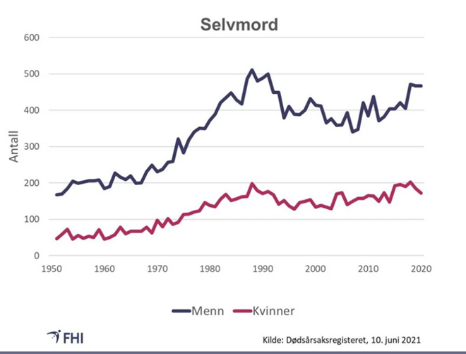 Selvmord
600
500
400
300
200
100
0
Antall
1950 1960 1970 1980 1990 2000 2010 2020
Menn Kvinner
FHI
Kilde: Dødsårsaksregisteret, 10. juni 2021